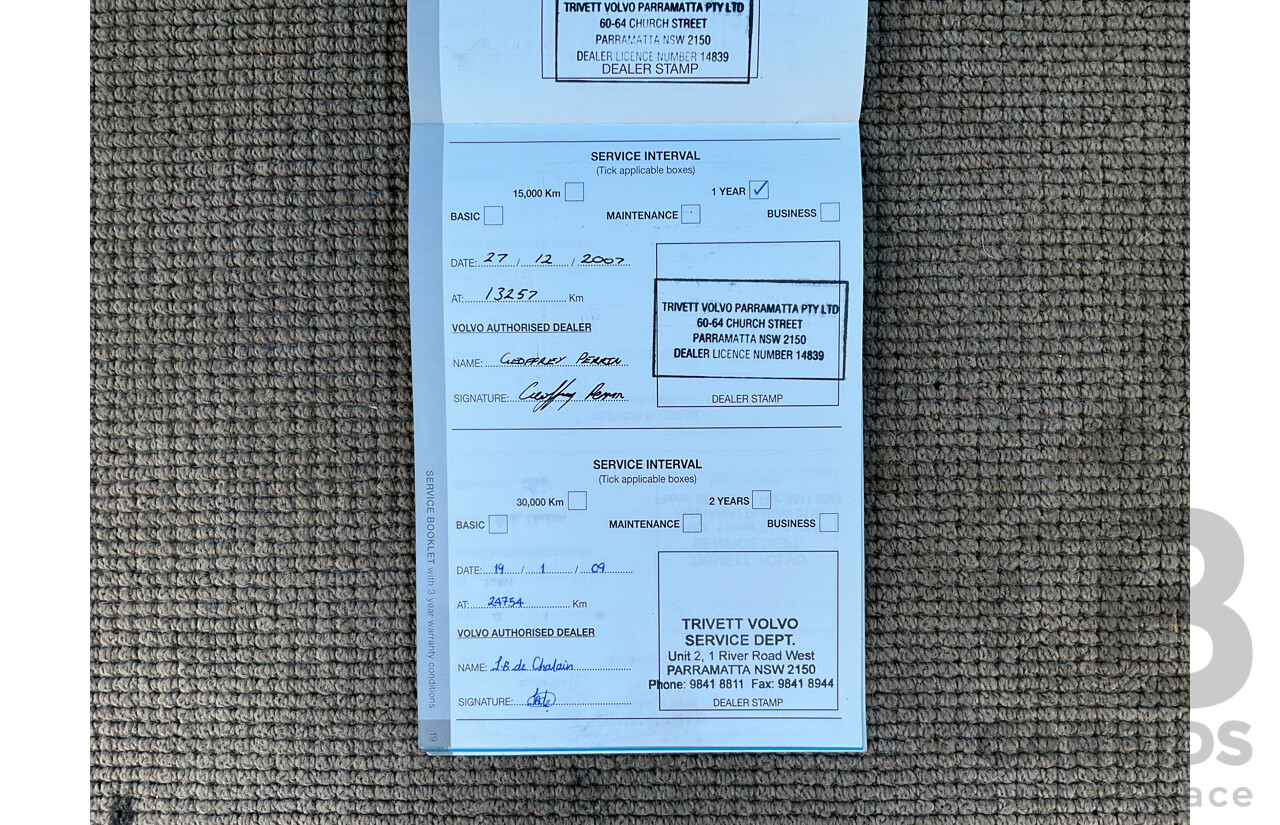 TRIVETT VOLVO PARRAMATTA PTY LTD
60-64 CHURCH STREET
PARRAMATTA NSW 2150
DEALER LICENCE NUMBER 14839
DEALER STAMP
SERVICE INTERVAL
(Tick applicable boxes)
15,000 Km 1 YEAR ✓
BASIC MAINTENANCE BUSINESS
DATE: 27 / 12 / 2007
AT: 13257 Km
VOLVO AUTHORISED DEALER
NAME: GEOFFREY PERRIN
SIGNATURE: Geoffrey Perrin
TRIVETT VOLVO PARRAMATTA PTY LTD
60-64 CHURCH STREET
PARRAMATTA NSW 2150
DEALER LICENCE NUMBER 14839
DEALER STAMP
SERVICE INTERVAL
(Tick applicable boxes)
30,000 Km 2 YEARS
BASIC MAINTENANCE BUSINESS
DATE: 19 / 1 / 09
AT: 24754 Km
VOLVO AUTHORISED DEALER
NAME: J.B. de Chalain
SIGNATURE:
TRIVETT VOLVO
SERVICE DEPT.
Unit 2, 1 River Road West
PARRAMATTA NSW 2150
Phone: 9841 8811 Fax: 9841 8944
DEALER STAMP
SERVICE BOOKLET with 3 year warranty conditions
19